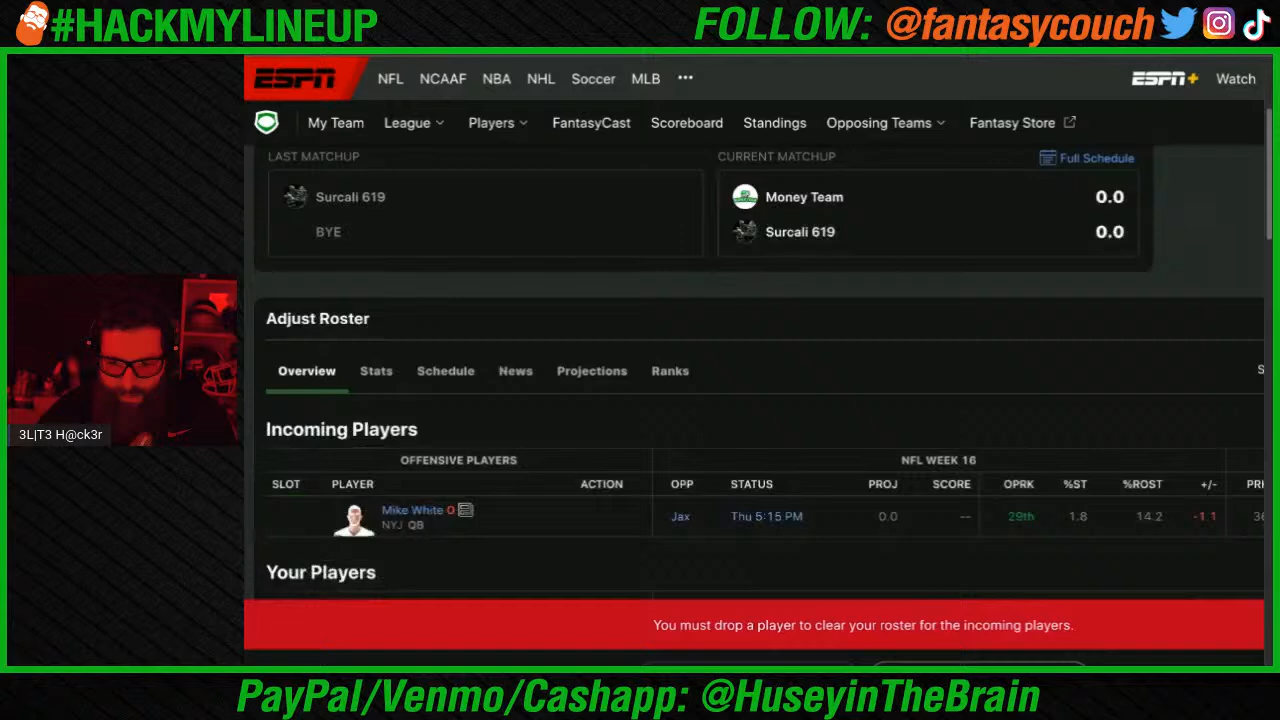 #HACKMYLINEUP
FOLLOW: @fantasycouch
ESPN NFL NCAAF NBA NHL Soccer MLB ••• ESPN+ Watch
My Team League Players FantasyCast Scoreboard Standings Opposing Teams Fantasy Store
LAST MATCHUP CURRENT MATCHUP Full Schedule
Surcali 619 Money Team 0.0
BYE Surcali 619 0.0
Adjust Roster
Overview Stats Schedule News Projections Ranks
Incoming Players
OFFENSIVE PLAYERS NFL WEEK 16
SLOT PLAYER ACTION OPP STATUS PROJ SCORE OPRK %ST %ROST +/-
Mike White O
NYJ QB
Jax Thu 5:15 PM 0.0 -- 29th 1.8 14.2 -1.1
3L|T3 H@ck3r
Your Players
You must drop a player to clear your roster for the incoming players.
PayPal/Venmo/Cashapp: @HuseyinTheBrain